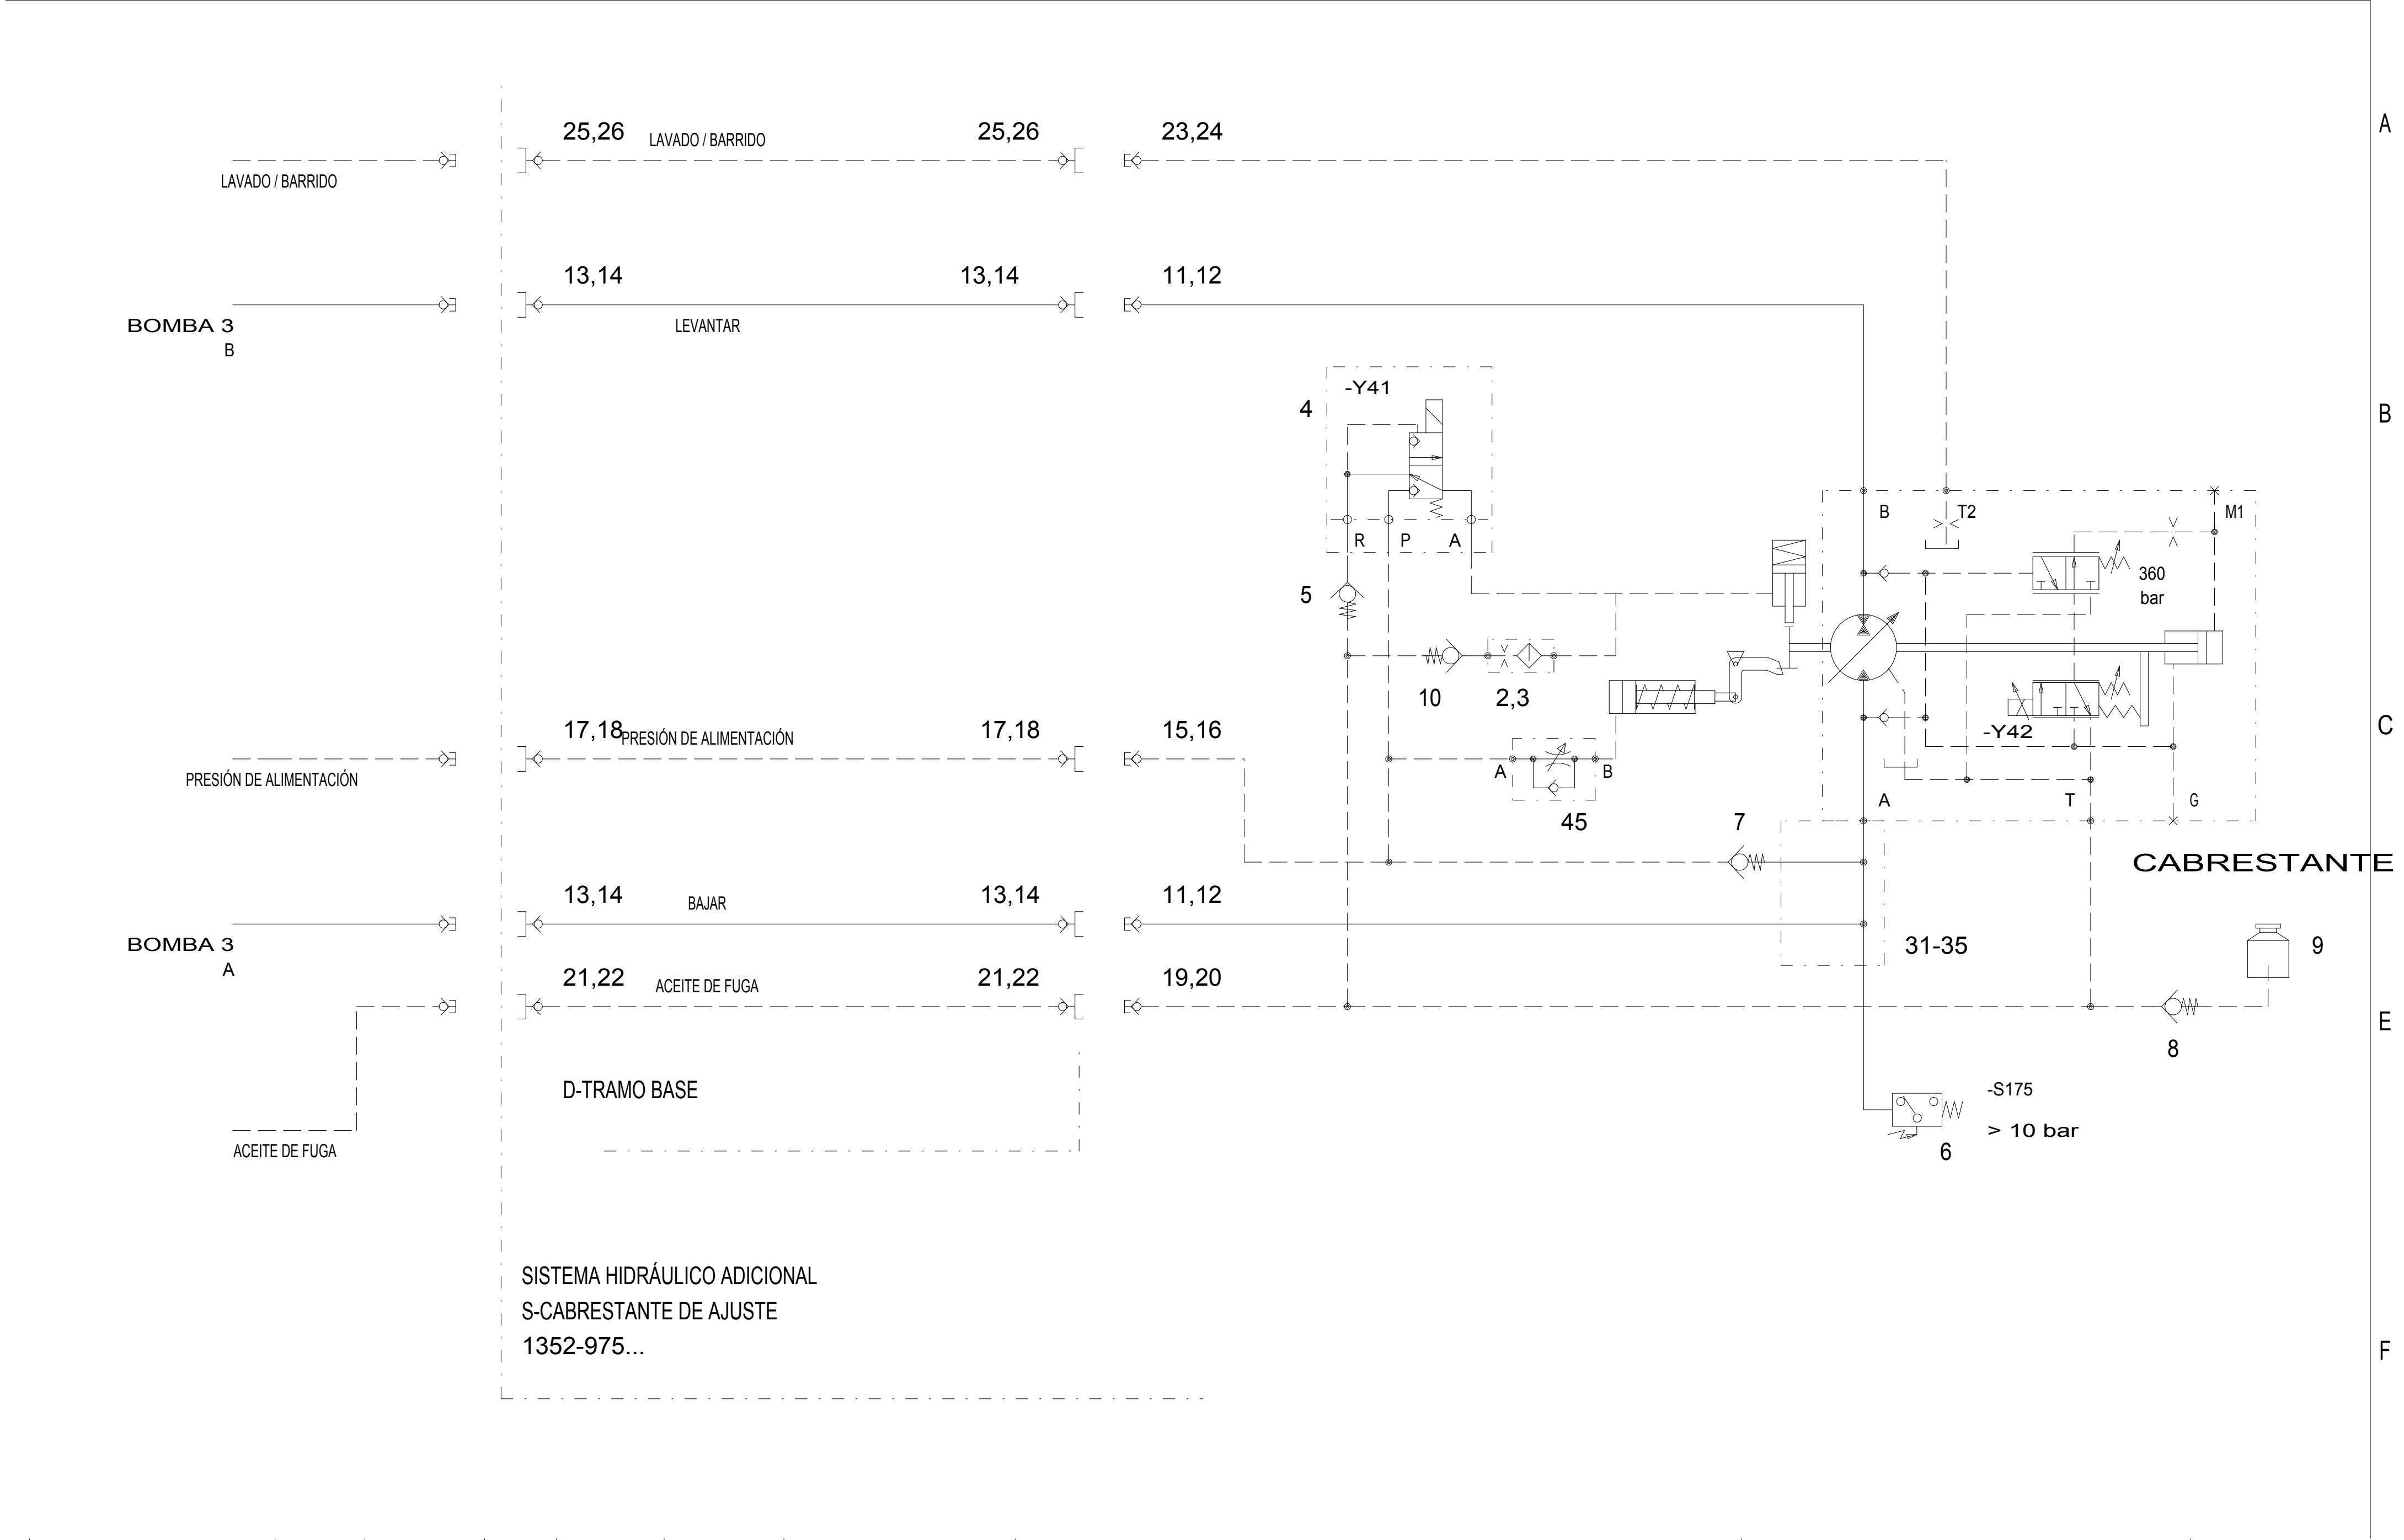 A
25,26
LAVADO / BARRIDO
25,26
23,24
LAVADO / BARRIDO
13,14
13,14
11,12
BOMBA 3
B
LEVANTAR
-Y41
4
B
R
P
A
B
T2
M1
5
360
bar
10
2,3
17,18
PRESIÓN DE ALIMENTACIÓN
17,18
15,16
-Y42
C
PRESIÓN DE ALIMENTACIÓN
A
B
45
7
A
T
G
CABRESTANTE
13,14
BAJAR
13,14
11,12
BOMBA 3
A
31-35
9
21,22
ACEITE DE FUGA
21,22
19,20
E
8
D-TRAMO BASE
-S175
> 10 bar
ACEITE DE FUGA
6
SISTEMA HIDRÁULICO ADICIONAL
S-CABRESTANTE DE AJUSTE
1352-975...
F